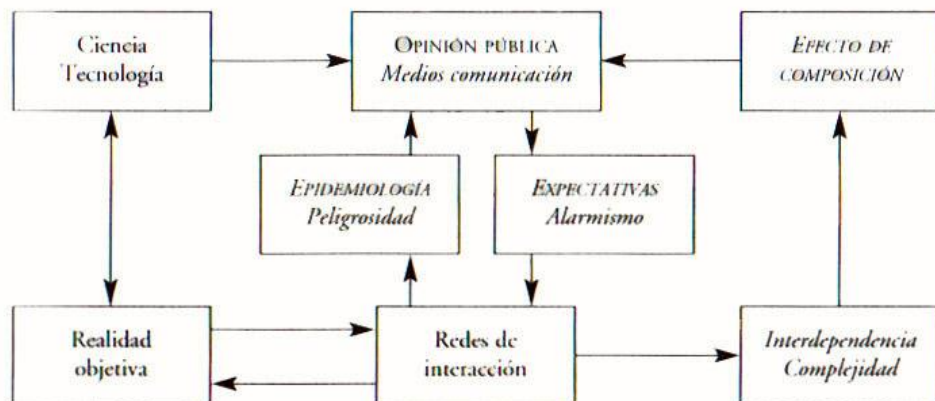 Ciencia
Tecnología
OPINIÓN PÚBLICA
Medios comunicación
EFECTO DE
COMPOSICIÓN
EPIDEMIOLOGÍA
Peligrosidad
EXPECTATIVAS
Alarmismo
Realidad
objetiva
Redes de
interacción
Interdependencia
Complejidad